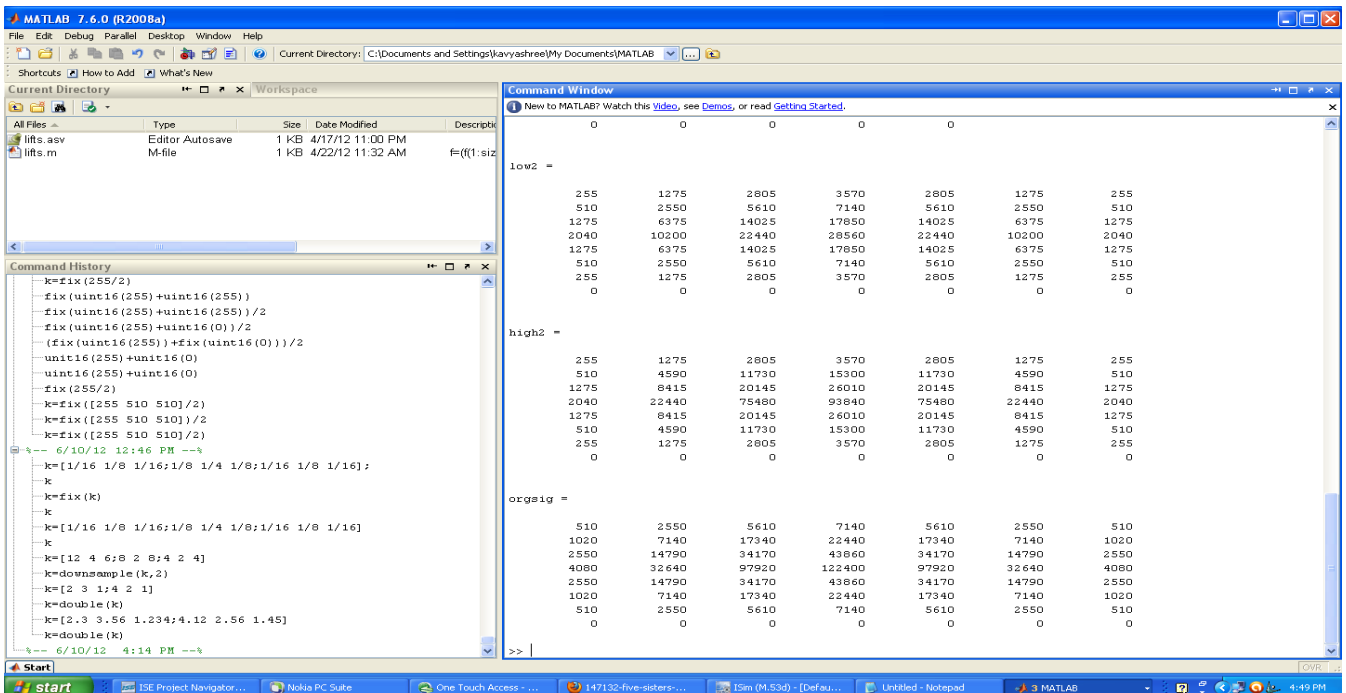 MATLAB 7.6.0 (R2008a)
File Edit Debug Parallel Desktop Window Help
Current Directory: C:\Documents and Settings\kavyashree\My Documents\MATLAB
Shortcuts How to Add What's New
Current Directory
Workspace
All Files Type Size Date Modified Descriptic
lifts.asv Editor Autosave 1 KB 4/17/12 11:00 PM
lifts.m M-file 1 KB 4/22/12 11:32 AM f=(f(1:siz
Command History
k=fix(255/2)
fix(uint16(255)+uint16(255))
fix(uint16(255)+uint16(255))/2
fix(uint16(255)+uint16(0))/2
(fix(uint16(255))+fix(uint16(0)))/2
unit16(255)+unit16(0)
uint16(255)+uint16(0)
fix(255/2)
k=fix([255 510 510]/2)
k=fix([255 510 510])/2
k=fix([255 510 510]/2)
%-- 6/10/12 12:46 PM --%
k=[1/16 1/8 1/16;1/8 1/4 1/8;1/16 1/8 1/16];
k
k=fix(k)
k
k=[1/16 1/8 1/16;1/8 1/4 1/8;1/16 1/8 1/16]
k
k=[12 4 6;8 2 8;4 2 4]
k=downsample(k,2)
k=[2 3 1;4 2 1]
k=double(k)
k=[2.3 3.56 1.234;4.12 2.56 1.45]
k=double(k)
%-- 6/10/12 4:14 PM --%
Command Window
New to MATLAB? Watch this Video, see Demos, or read Getting Started.
0 0 0 0 0
low2 =
255 1275 2805 3570 2805 1275 255
510 2550 5610 7140 5610 2550 510
1275 6375 14025 17850 14025 6375 1275
2040 10200 22440 28560 22440 10200 2040
1275 6375 14025 17850 14025 6375 1275
510 2550 5610 7140 5610 2550 510
255 1275 2805 3570 2805 1275 255
0 0 0 0 0 0 0
high2 =
255 1275 2805 3570 2805 1275 255
510 4590 11730 15300 11730 4590 510
1275 8415 20145 26010 20145 8415 1275
2040 22440 75480 93840 75480 22440 2040
1275 8415 20145 26010 20145 8415 1275
510 4590 11730 15300 11730 4590 510
255 1275 2805 3570 2805 1275 255
0 0 0 0 0 0 0
orgsig =
510 2550 5610 7140 5610 2550 510
1020 7140 17340 22440 17340 7140 1020
2550 14790 34170 43860 34170 14790 2550
4080 32640 97920 122400 97920 32640 4080
2550 14790 34170 43860 34170 14790 2550
1020 7140 17340 22440 17340 7140 1020
510 2550 5610 7140 5610 2550 510
0 0 0 0 0 0 0
>>
Start
OVR
start ISE Project Navigator... Nokia PC Suite One Touch Access - ... 147132-five-sisters-... ISim (M.53d) - [Defau... Untitled - Notepad 3 MATLAB 4:49 PM